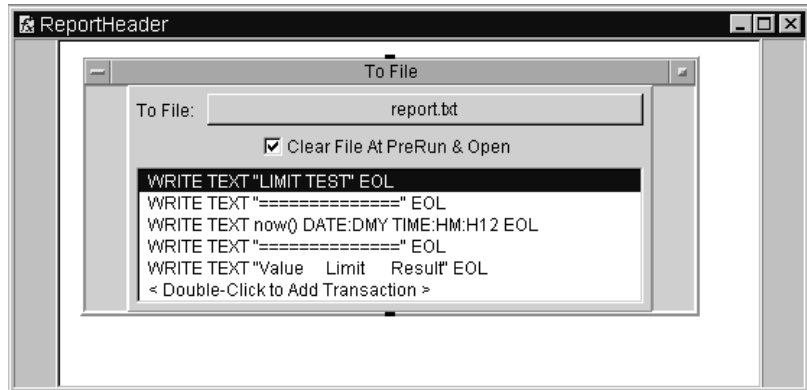 ReportHeader
To File
To File: report.txt
Clear File At PreRun & Open
WRITE TEXT "LIMIT TEST" EOL
WRITE TEXT "==============" EOL
WRITE TEXT now() DATE:DMY TIME:HM:H12 EOL
WRITE TEXT "==============" EOL
WRITE TEXT "Value     Limit     Result" EOL
< Double-Click to Add Transaction >